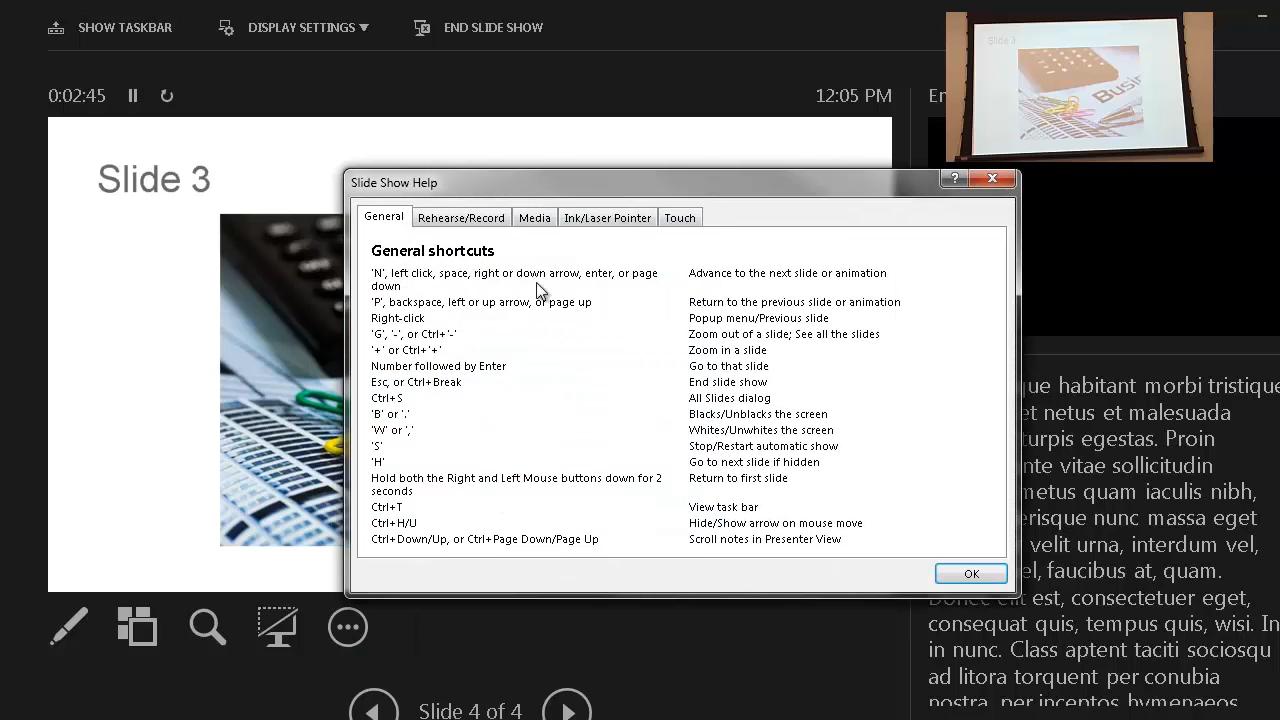 SHOW TASKBAR DISPLAY SETTINGS END SLIDE SHOW
0:02:45 12:05 PM
Slide 3
Slide 3
Busin
Slide Show Help
General Rehearse/Record Media Ink/Laser Pointer Touch
General shortcuts
'N', left click, space, right or down arrow, enter, or page Advance to the next slide or animation
down
'P', backspace, left or up arrow, or page up Return to the previous slide or animation
Right-click Popup menu/Previous slide
'G', '-', or Ctrl+'-' Zoom out of a slide; See all the slides
'+' or Ctrl+'+' Zoom in a slide
Number followed by Enter Go to that slide
Esc, or Ctrl+Break End slide show
Ctrl+S All Slides dialog
'B' or '.' Blacks/Unblacks the screen
'W' or ',' Whites/Unwhites the screen
'S' Stop/Restart automatic show
'H' Go to next slide if hidden
Hold both the Right and Left Mouse buttons down for 2 Return to first slide
seconds
Ctrl+T View task bar
Ctrl+H/U Hide/Show arrow on mouse move
Ctrl+Down/Up, or Ctrl+Page Down/Page Up Scroll notes in Presenter View
OK
que habitant morbi tristique
et netus et malesuada
turpis egestas. Proin
nte vitae sollicitudin
metus quam iaculis nibh,
erisque nunc massa eget
velit urna, interdum vel,
el, faucibus at, quam.
Donec elit est, consectetuer eget,
consequat quis, tempus quis, wisi. In
in nunc. Class aptent taciti sociosqu
ad litora torquent per conubia
nostra, per inceptos hymenaeos
Slide 4 of 4